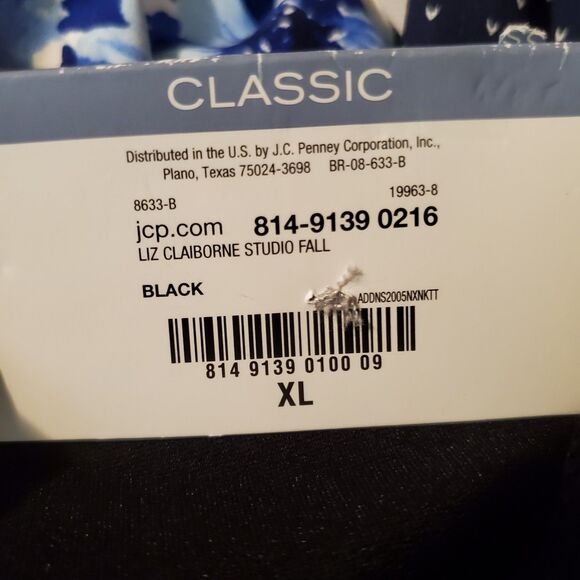 CLASSIC
Distributed in the U.S. by J.C. Penney Corporation, Inc.,
Plano, Texas 75024-3698 BR-08-633-B
8633-B 19963-8
jcp.com 814-9139 0216
LIZ CLAIBORNE STUDIO FALL
BLACK
ADDNS2005NXNKTT
814 9139 0100 09
XL